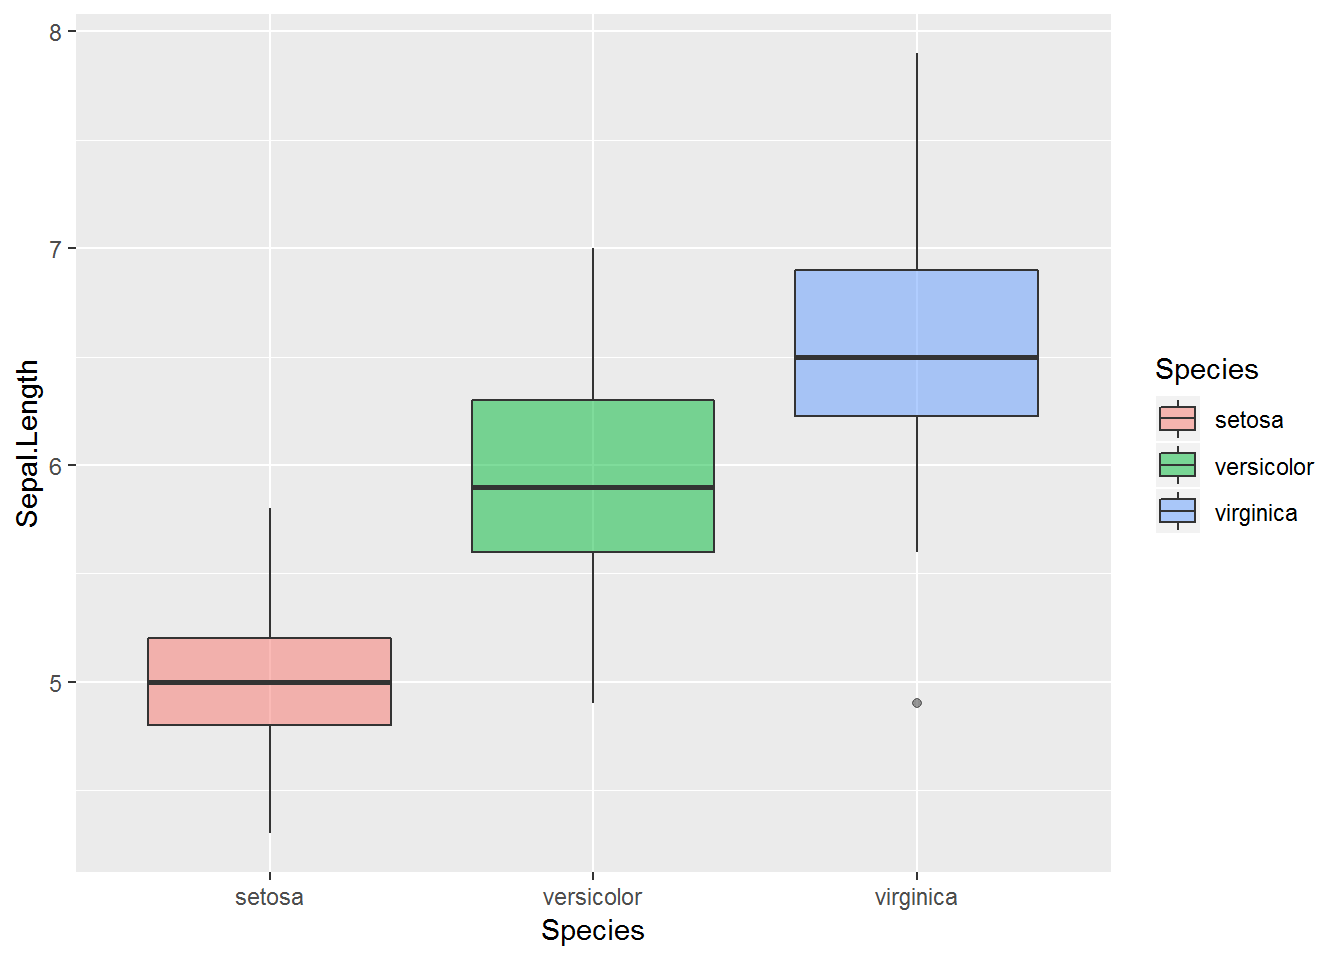 8
7
6
5
Sepal.Length
setosa
versicolor
virginica
Species
Species
setosa
versicolor
virginica